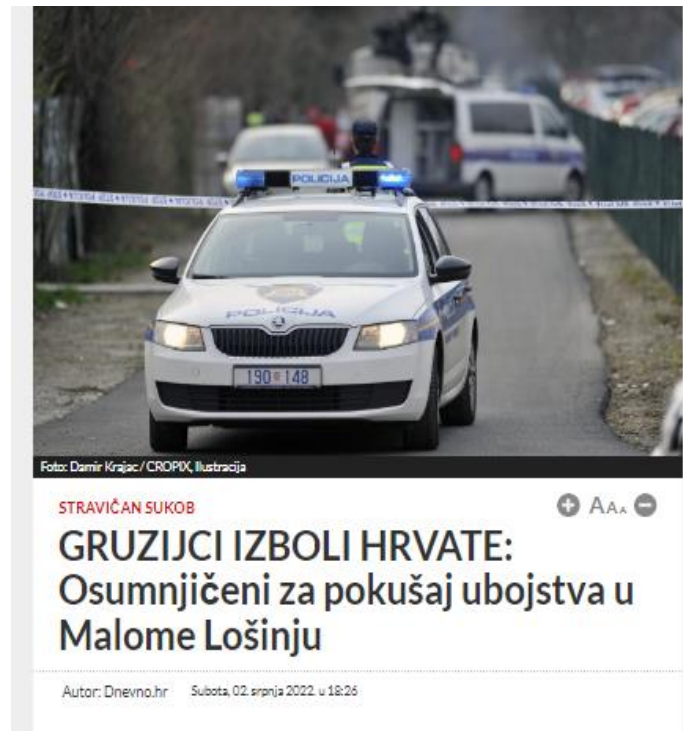 POLICIJA
POLICIJA
190 148
Foto: Damir Krajac / CROPIX, Ilustracija
STRAVIČAN SUKOB
AAA
GRUZIJCI IZBOLI HRVATE:
Osumnjičeni za pokušaj ubojstva u
Malome Lošinju
Autor: Dnevno.hr Subota, 02. srpnja 2022. u 18:26